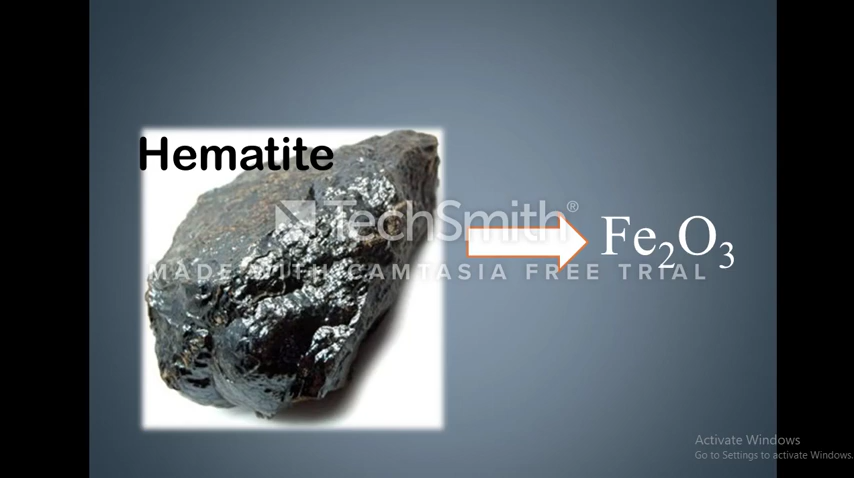 Hematite
TechSmith®
Fe₂O₃
MADE WITH CAMTASIA FREE TRIAL
Activate Windows
Go to Settings to activate Windows.